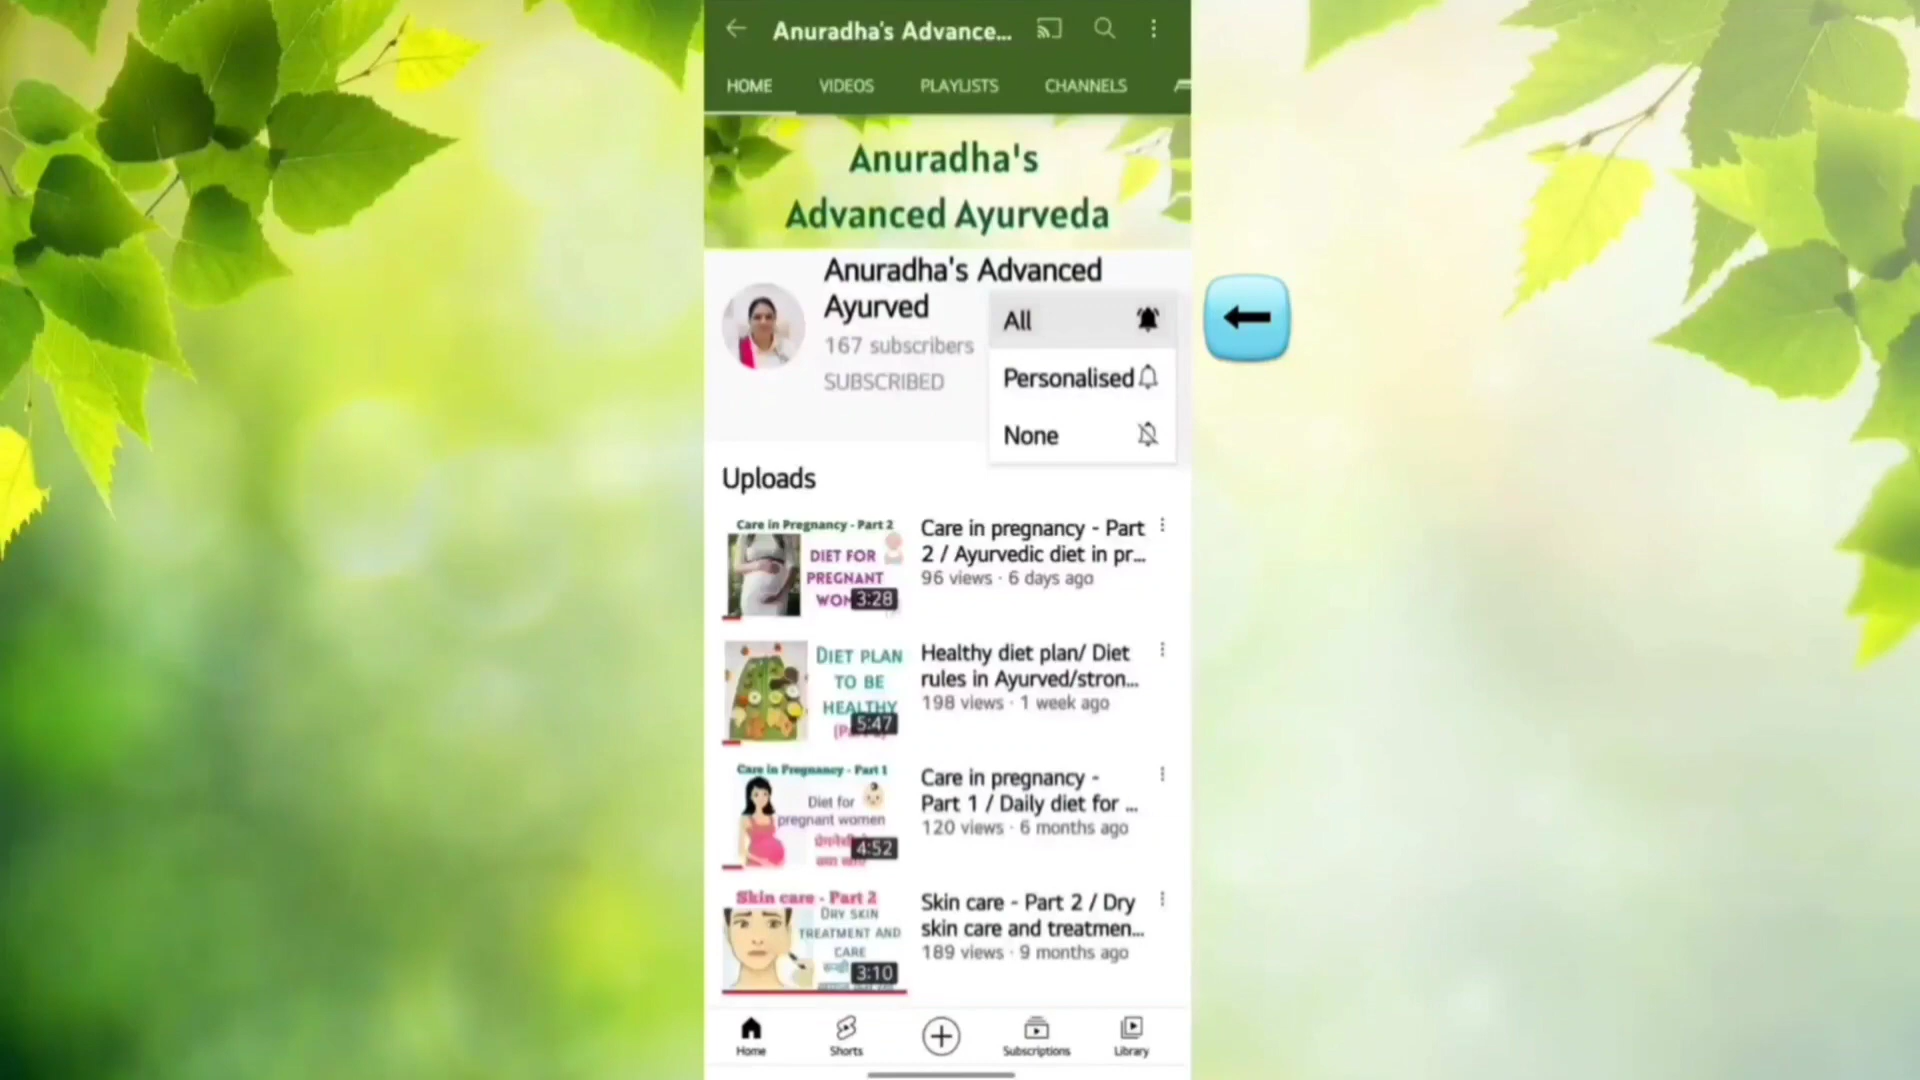 Anuradha's Advance...
HOME VIDEOS PLAYLISTS CHANNELS
Anuradha's
Advanced Ayurveda
Anuradha's Advanced
Ayurved
167 subscribers
SUBSCRIBED
All
Personalised
None
Uploads
Care in Pregnancy - Part 2
DIET FOR
PREGNANT
3:28
Care in pregnancy - Part
2 / Ayurvedic diet in pr...
96 views · 6 days ago
DIET PLAN
TO BE
HEALTHY
5:47
Healthy diet plan/ Diet
rules in Ayurved/stron...
198 views · 1 week ago
Care in Pregnancy - Part 1
Diet for
pregnant women
4:52
Care in pregnancy -
Part 1 / Daily diet for ...
120 views · 6 months ago
Skin care - Part 2
DRY SKIN
TREATMENT AND
CARE
3:10
Skin care - Part 2 / Dry
skin care and treatmen...
189 views · 9 months ago
Home Shorts Subscriptions Library